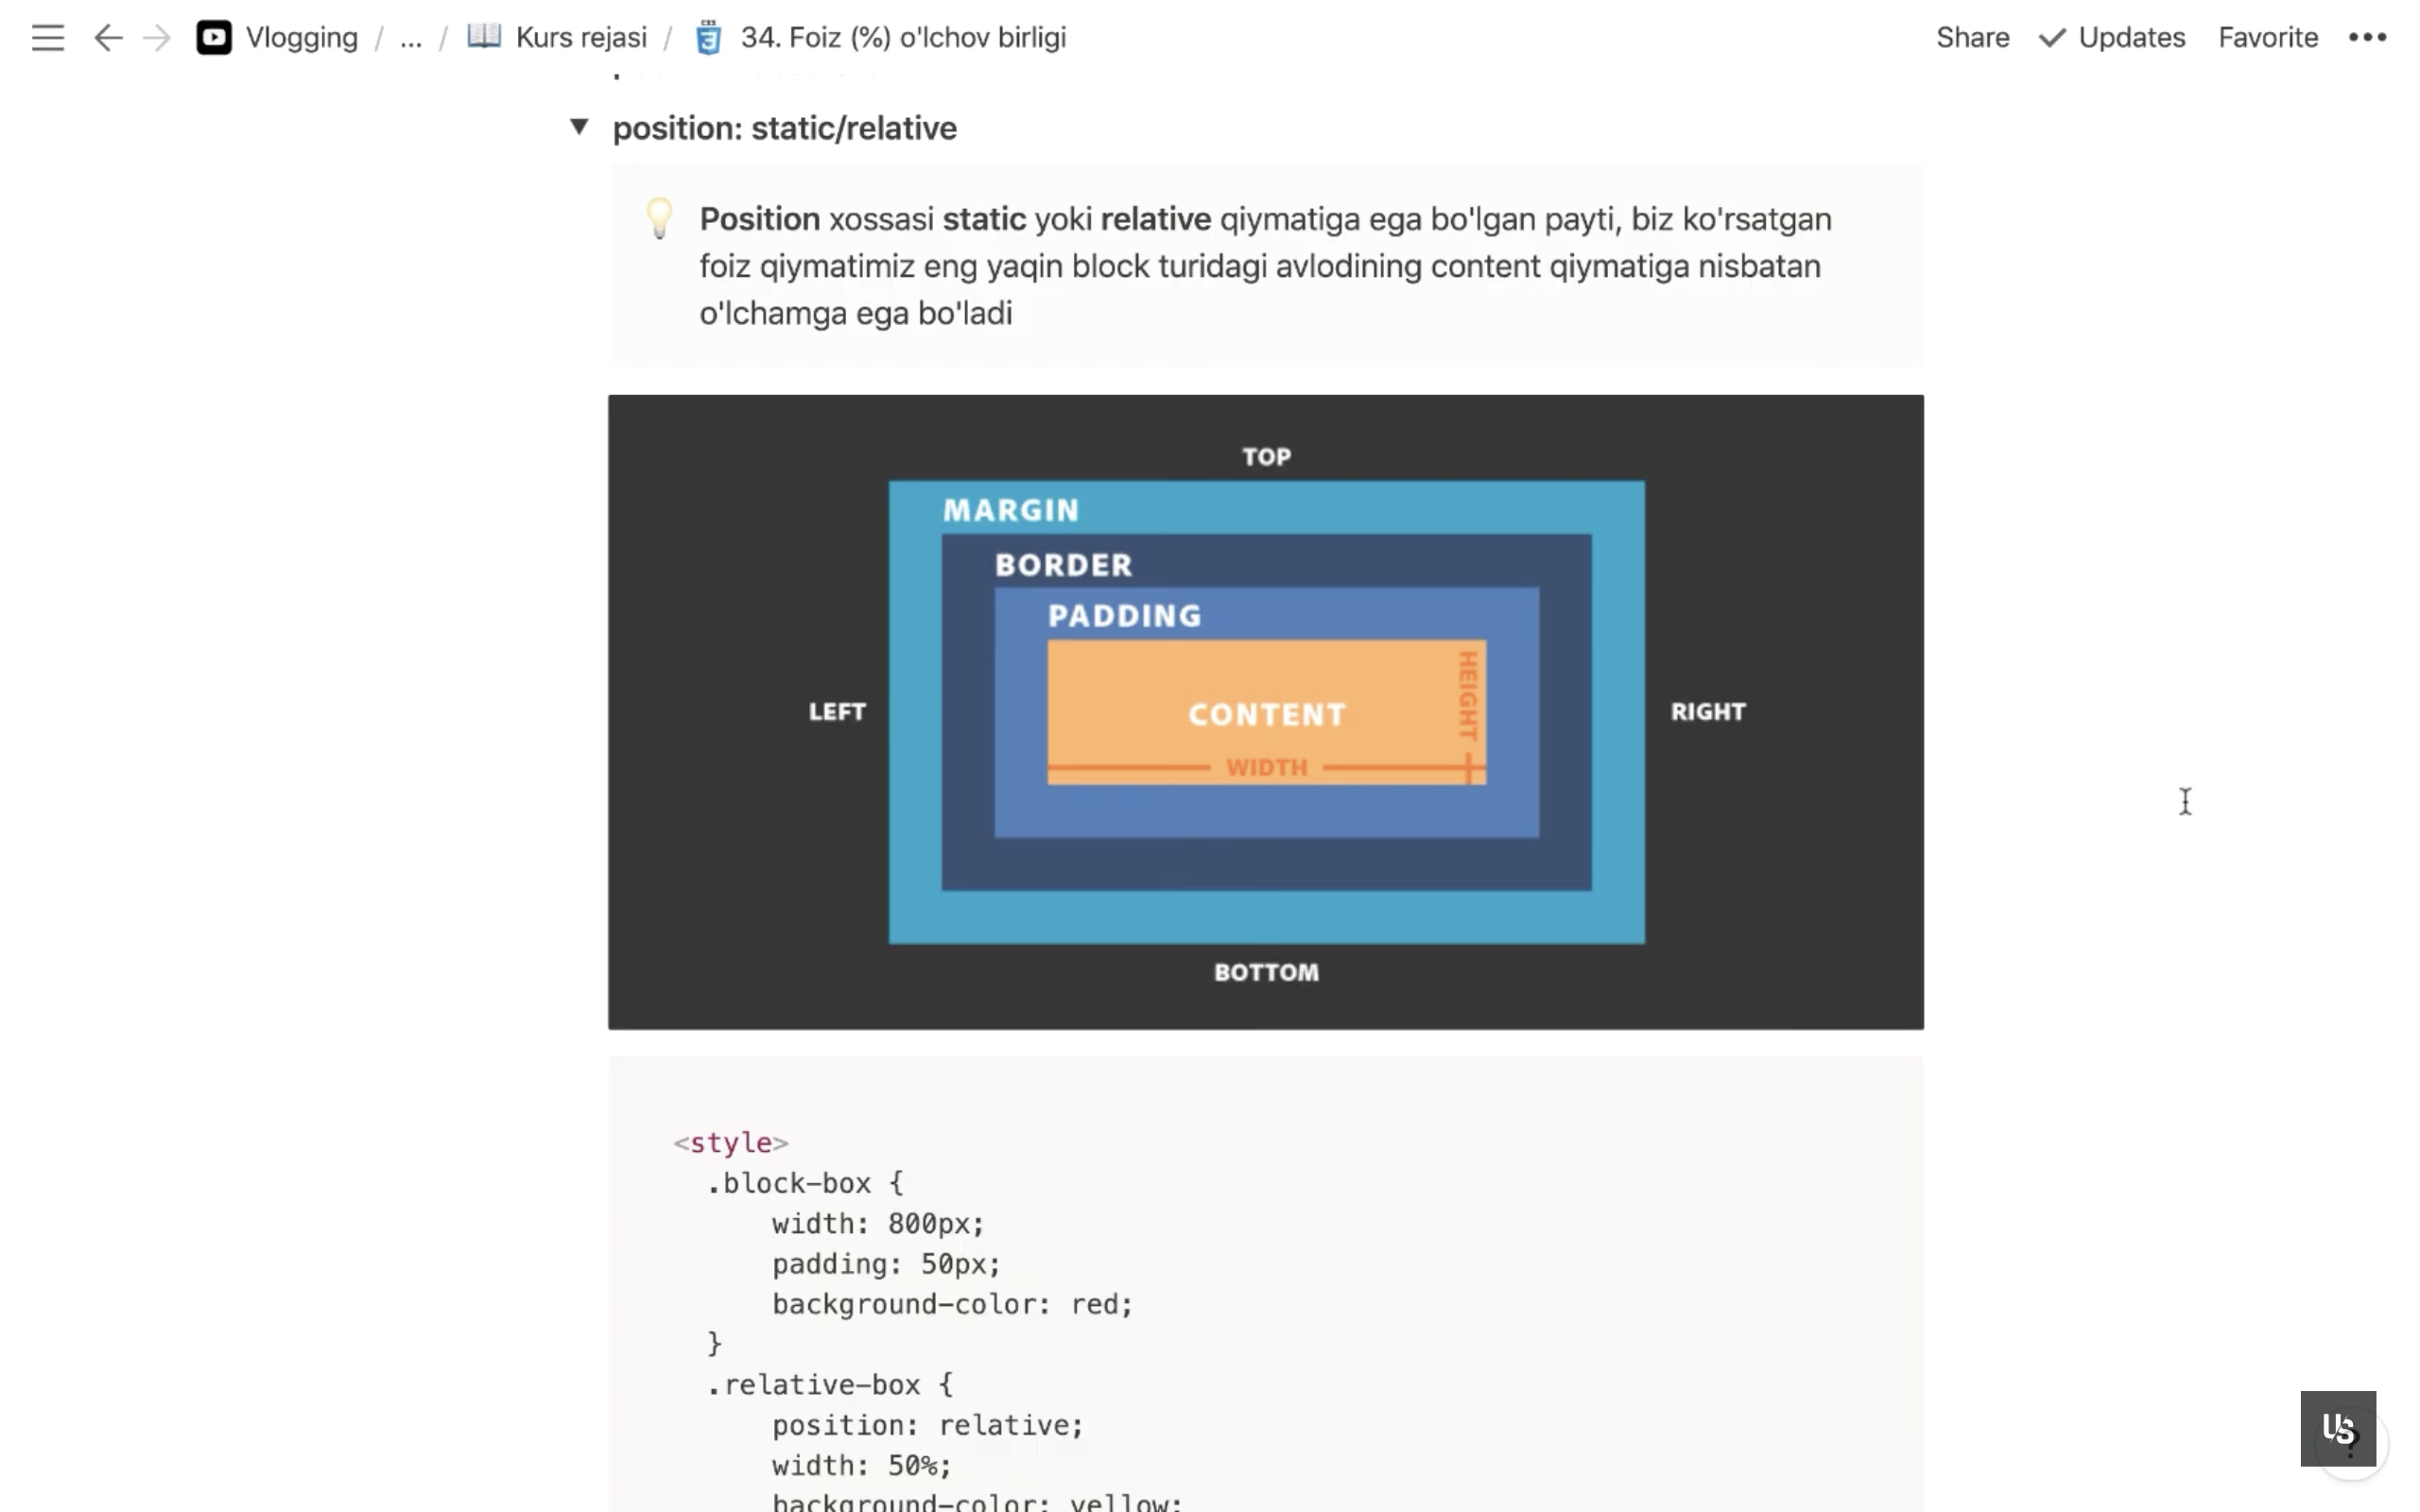 Vlogging / ... / Kurs rejasi / 34. Foiz (%) o'lchov birligi
Share Updates Favorite
position: static/relative
Position xossasi static yoki relative qiymatiga ega bo'lgan payti, biz ko'rsatgan
foiz qiymatimiz eng yaqin block turidagi avlodining content qiymatiga nisbatan
o'lchamga ega bo'ladi
TOP
MARGIN
BORDER
PADDING
HEIGHT
LEFT
CONTENT
RIGHT
WIDTH
BOTTOM
<style>
.block-box {
width: 800px;
padding: 50px;
background-color: red;
}
.relative-box {
position: relative;
width: 50%;
background-color: yellow;
US
?